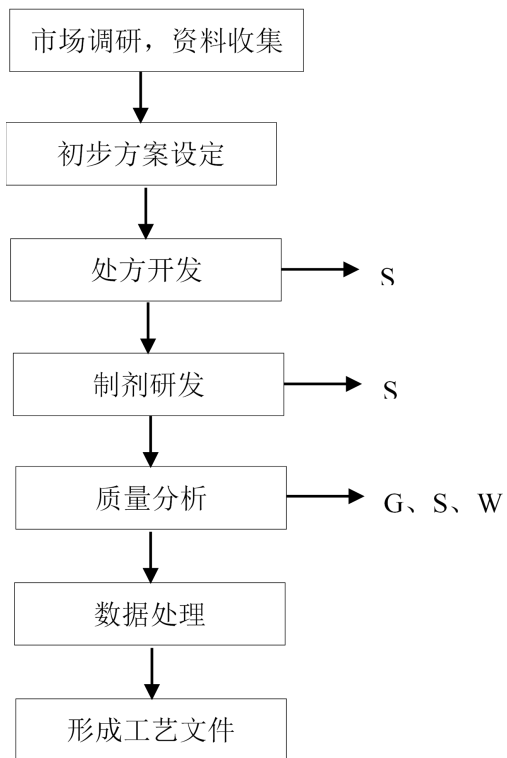 市场调研，资料收集
初步方案设定
处方开发
S
制剂研发
S
质量分析
G、S、W
数据处理
形成工艺文件